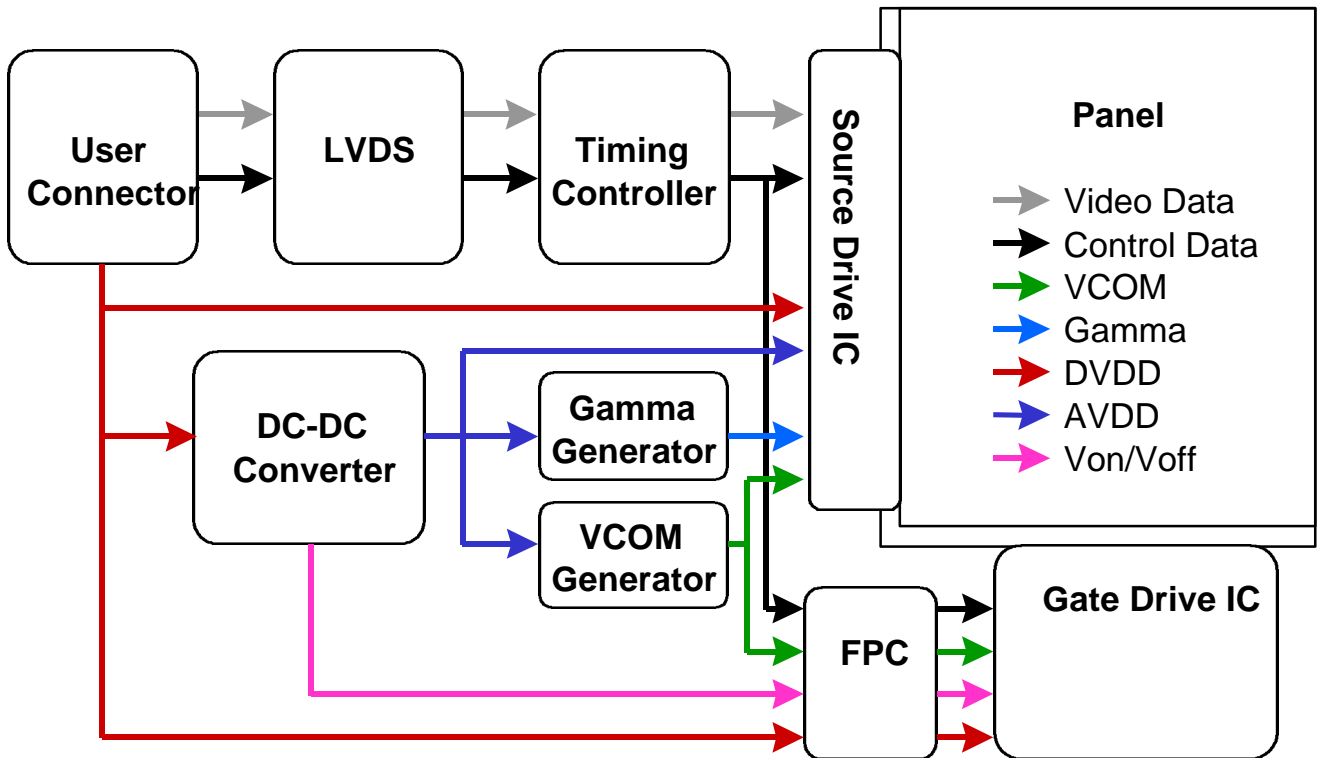 User
Connector
LVDS
Timing
Controller
Source Drive IC
Panel
Video Data
Control Data
VCOM
Gamma
DVDD
AVDD
Von/Voff
DC-DC
Converter
Gamma
Generator
VCOM
Generator
FPC
Gate Drive IC